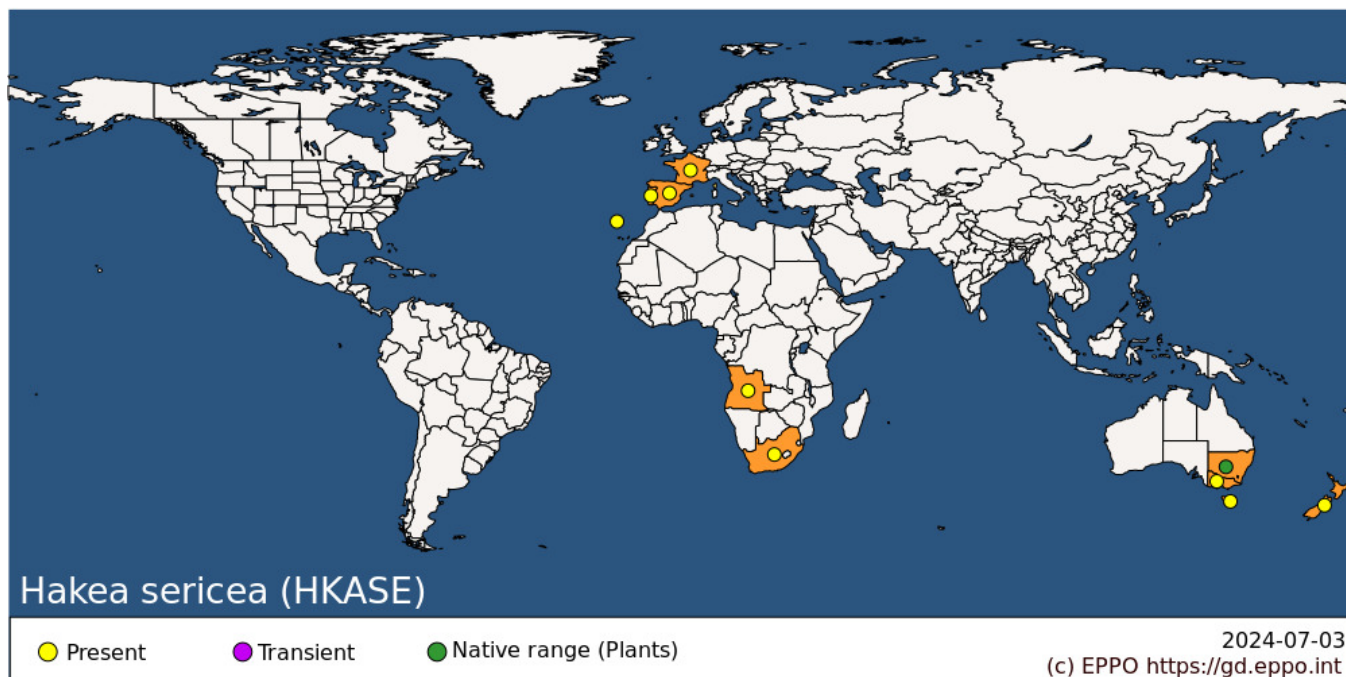 Hakea sericea (HKASE)
Present
Transient
Native range (Plants)
2024-07-03
(c) EPPO https://gd.eppo.int